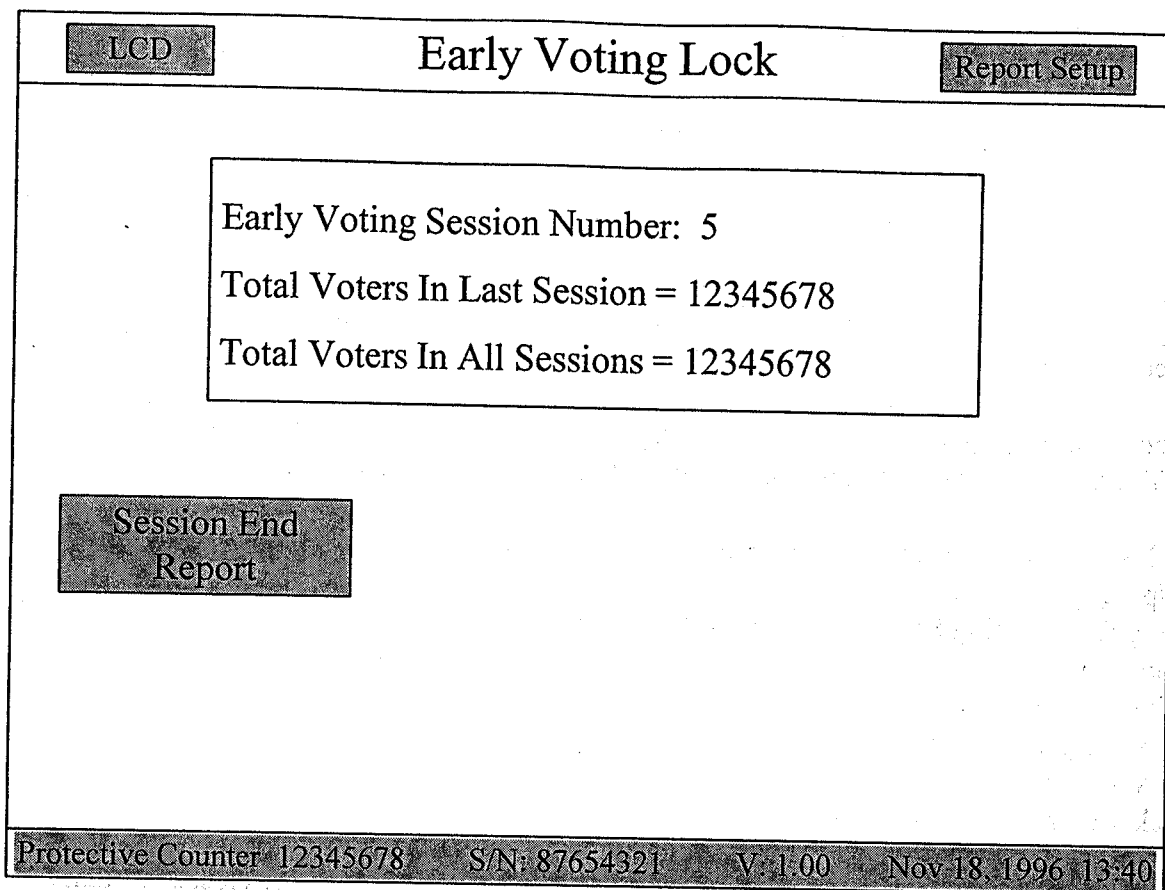 LCD
Early Voting Lock
Report Setup
Early Voting Session Number: 5
Total Voters In Last Session = 12345678
Total Voters In All Sessions = 12345678
Session End
Report
Protective Counter 12345678 S/N: 87654321 V: 1.00 Nov 18, 1996 13:40